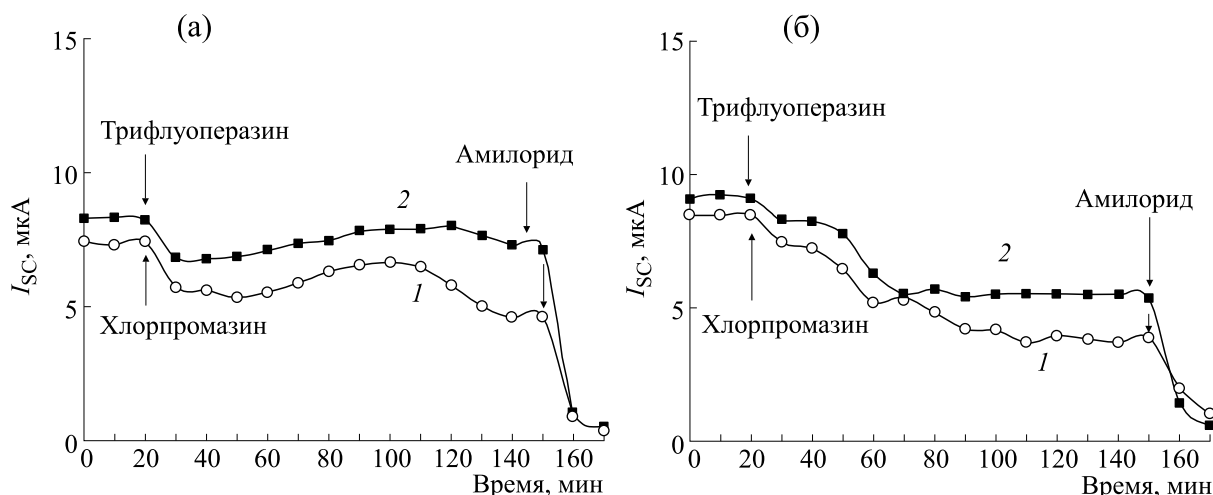 (а)
15
10
5
0
I_SC, мкА
Трифлуоперазин
Хлорпромазин
Амилорид
2
1
0 20 40 60 80 100 120 140 160
Время, мин
(б)
15
10
5
0
I_SC, мкА
Трифлуоперазин
Хлорпромазин
Амилорид
2
1
0 20 40 60 80 100 120 140 160
Время, мин